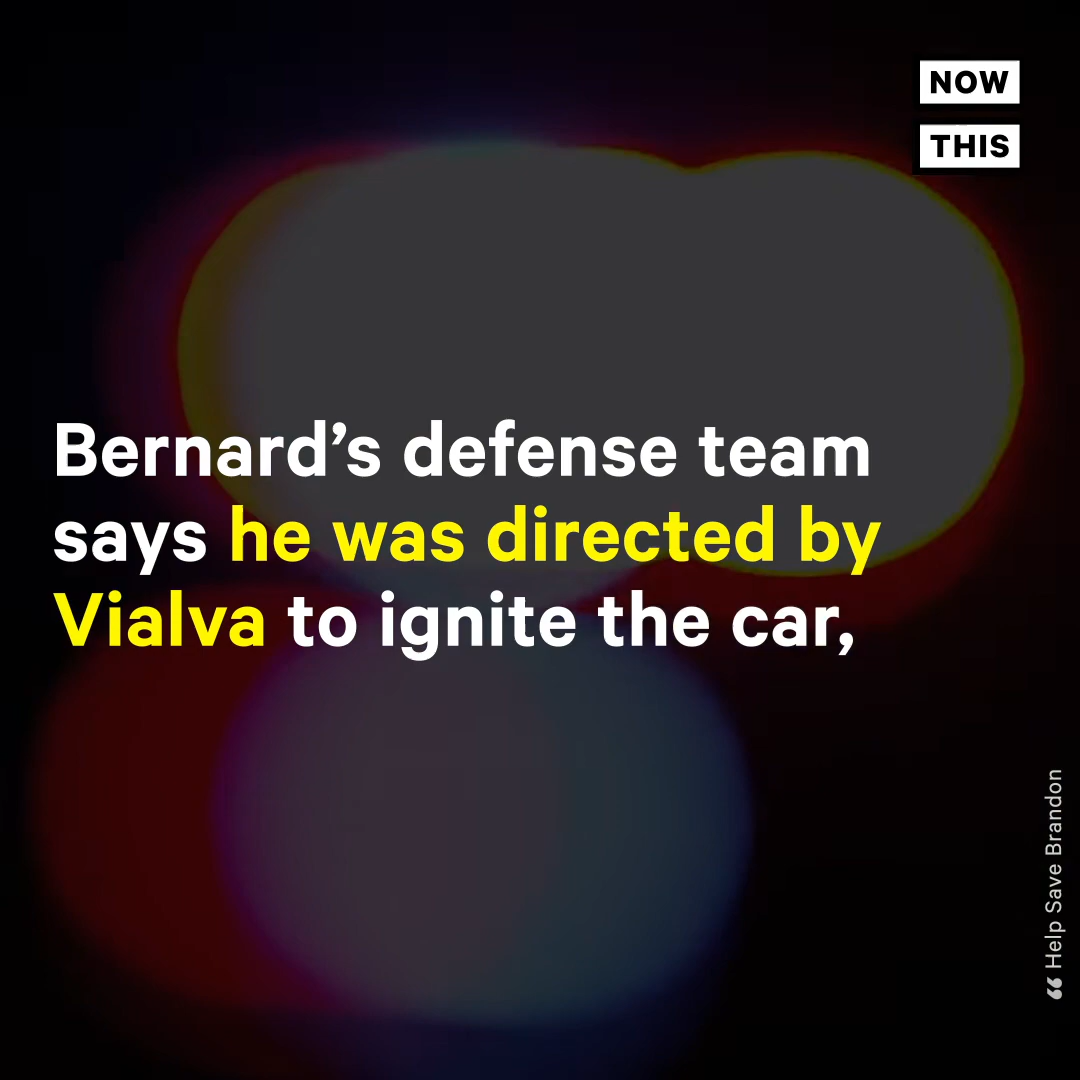 NOW
THIS
Bernard’s defense team
says he was directed by
Vialva to ignite the car,
“ Help Save Brandon